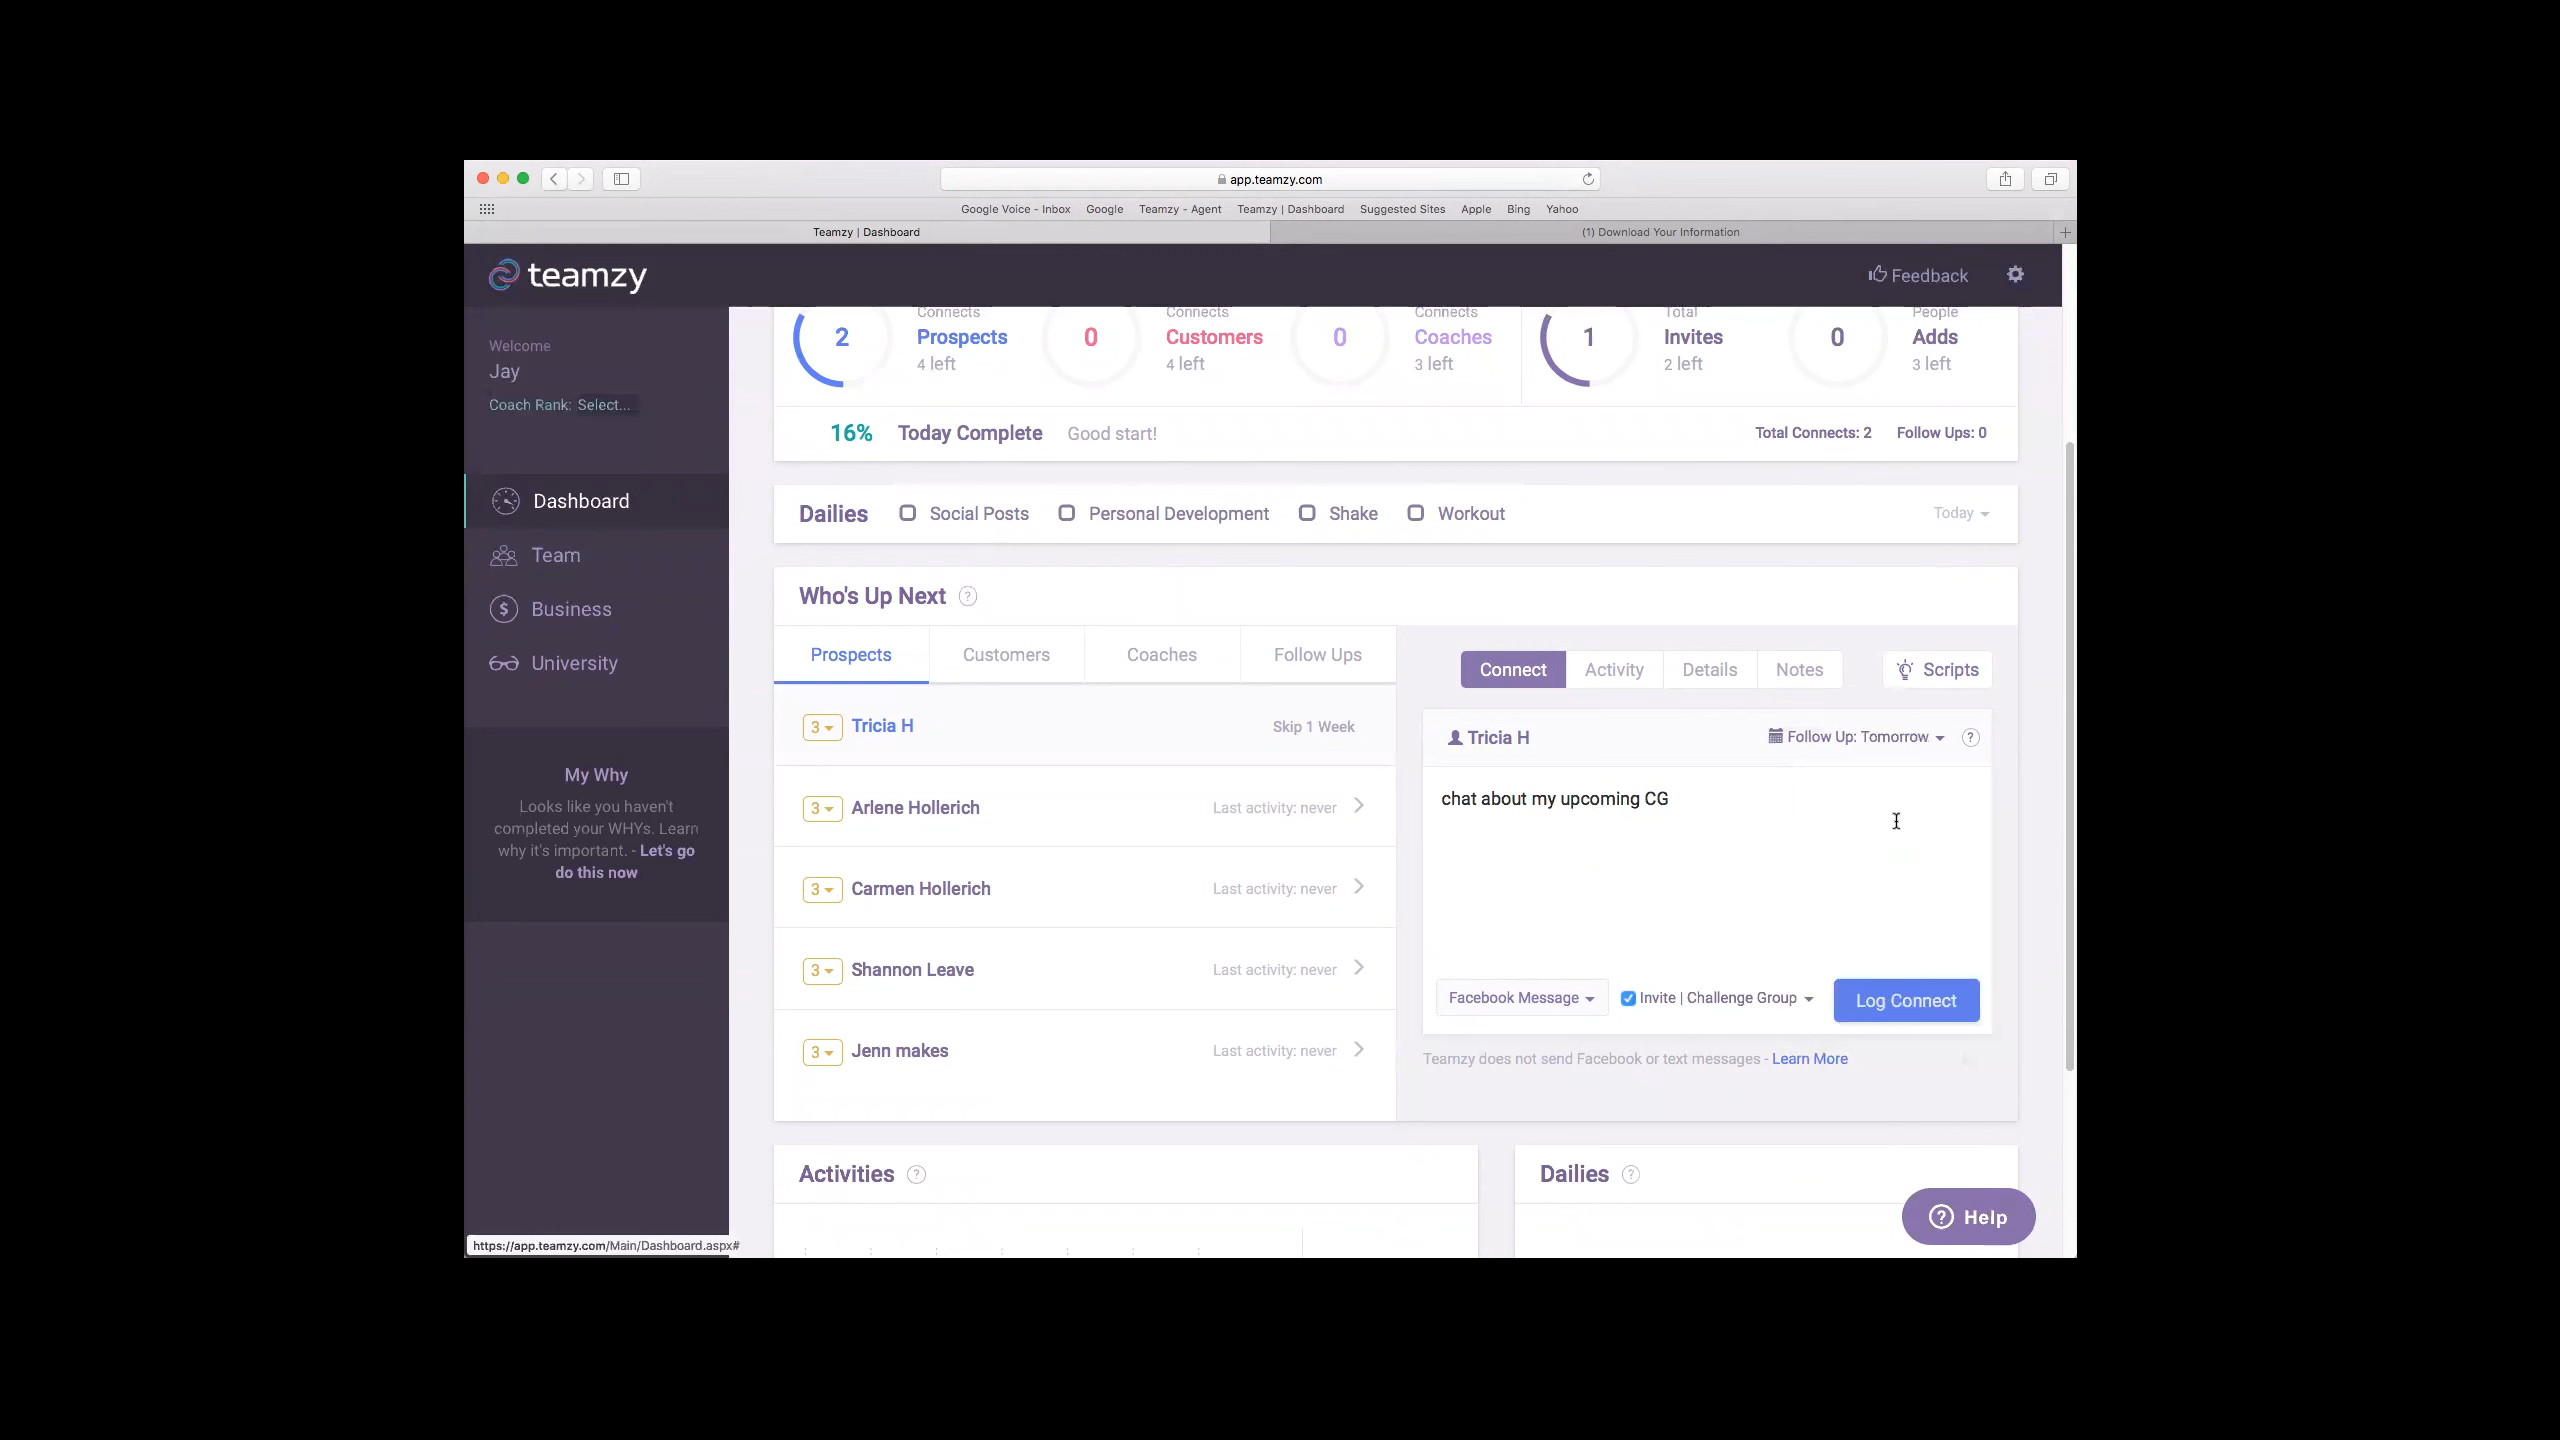 app.teamzy.com
Google Voice - Inbox Google Teamzy - Agent Teamzy | Dashboard Suggested Sites Apple Bing Yahoo
Teamzy | Dashboard (1) Download Your Information
teamzy
Feedback
Welcome
Jay
Coach Rank: Select...
Dashboard
Team
Business
University
My Why
Looks like you haven't
completed your WHYs. Learn
why it's important. - Let's go
do this now
https://app.teamzy.com/Main/Dashboard.aspx#
2 Connects Prospects 4 left
0 Connects Customers 4 left
0 Connects Coaches 3 left
1 Total Invites 2 left
0 People Adds 3 left
16% Today Complete Good start! Total Connects: 2 Follow Ups: 0
Dailies Social Posts Personal Development Shake Workout Today
Who's Up Next ?
Prospects Customers Coaches Follow Ups
3 Tricia H Skip 1 Week
3 Arlene Hollerich Last activity: never
3 Carmen Hollerich Last activity: never
3 Shannon Leave Last activity: never
3 Jenn makes Last activity: never
Connect Activity Details Notes Scripts
Tricia H Follow Up: Tomorrow ?
chat about my upcoming CG
Facebook Message Invite | Challenge Group Log Connect
Teamzy does not send Facebook or text messages - Learn More
Activities ?
Dailies ?
? Help